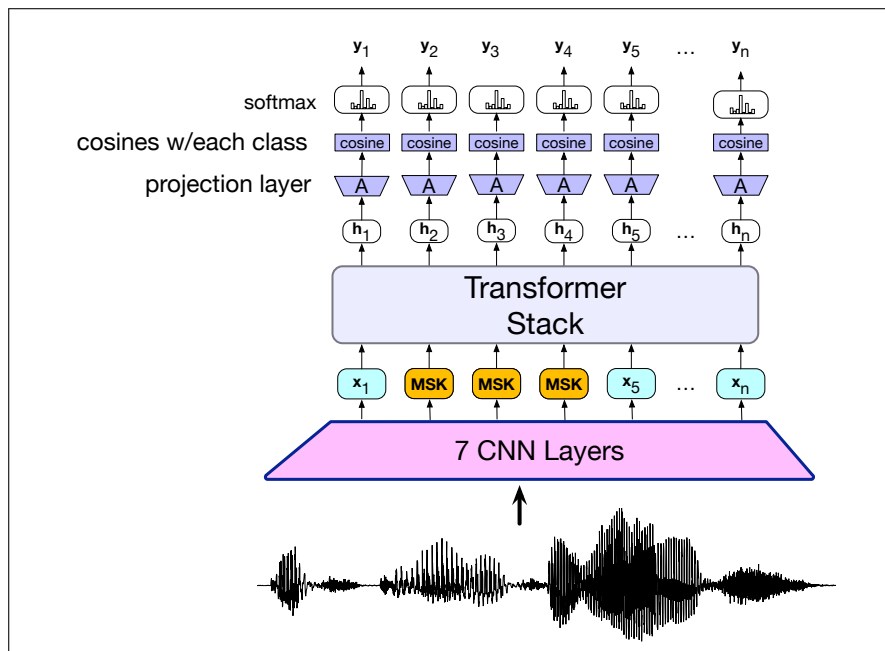 y1 y2 y3 y4 y5 ... yn
softmax
cosines w/each class cosine cosine cosine cosine cosine cosine
projection layer A A A A A A
h1 h2 h3 h4 h5 ... hn
Transformer
Stack
x1 MSK MSK MSK x5 ... xn
7 CNN Layers